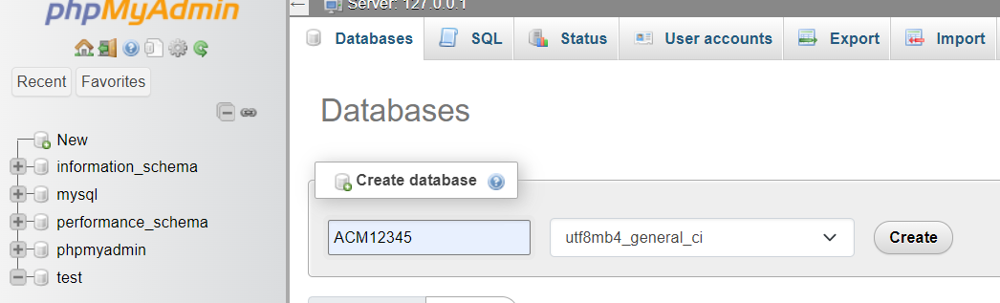 phpMyAdmin
Recent Favorites
New
information_schema
mysql
performance_schema
phpmyadmin
test
Server: 127.0.0.1
Databases SQL Status User accounts Export Import
Databases
Create database
ACM12345 utf8mb4_general_ci Create